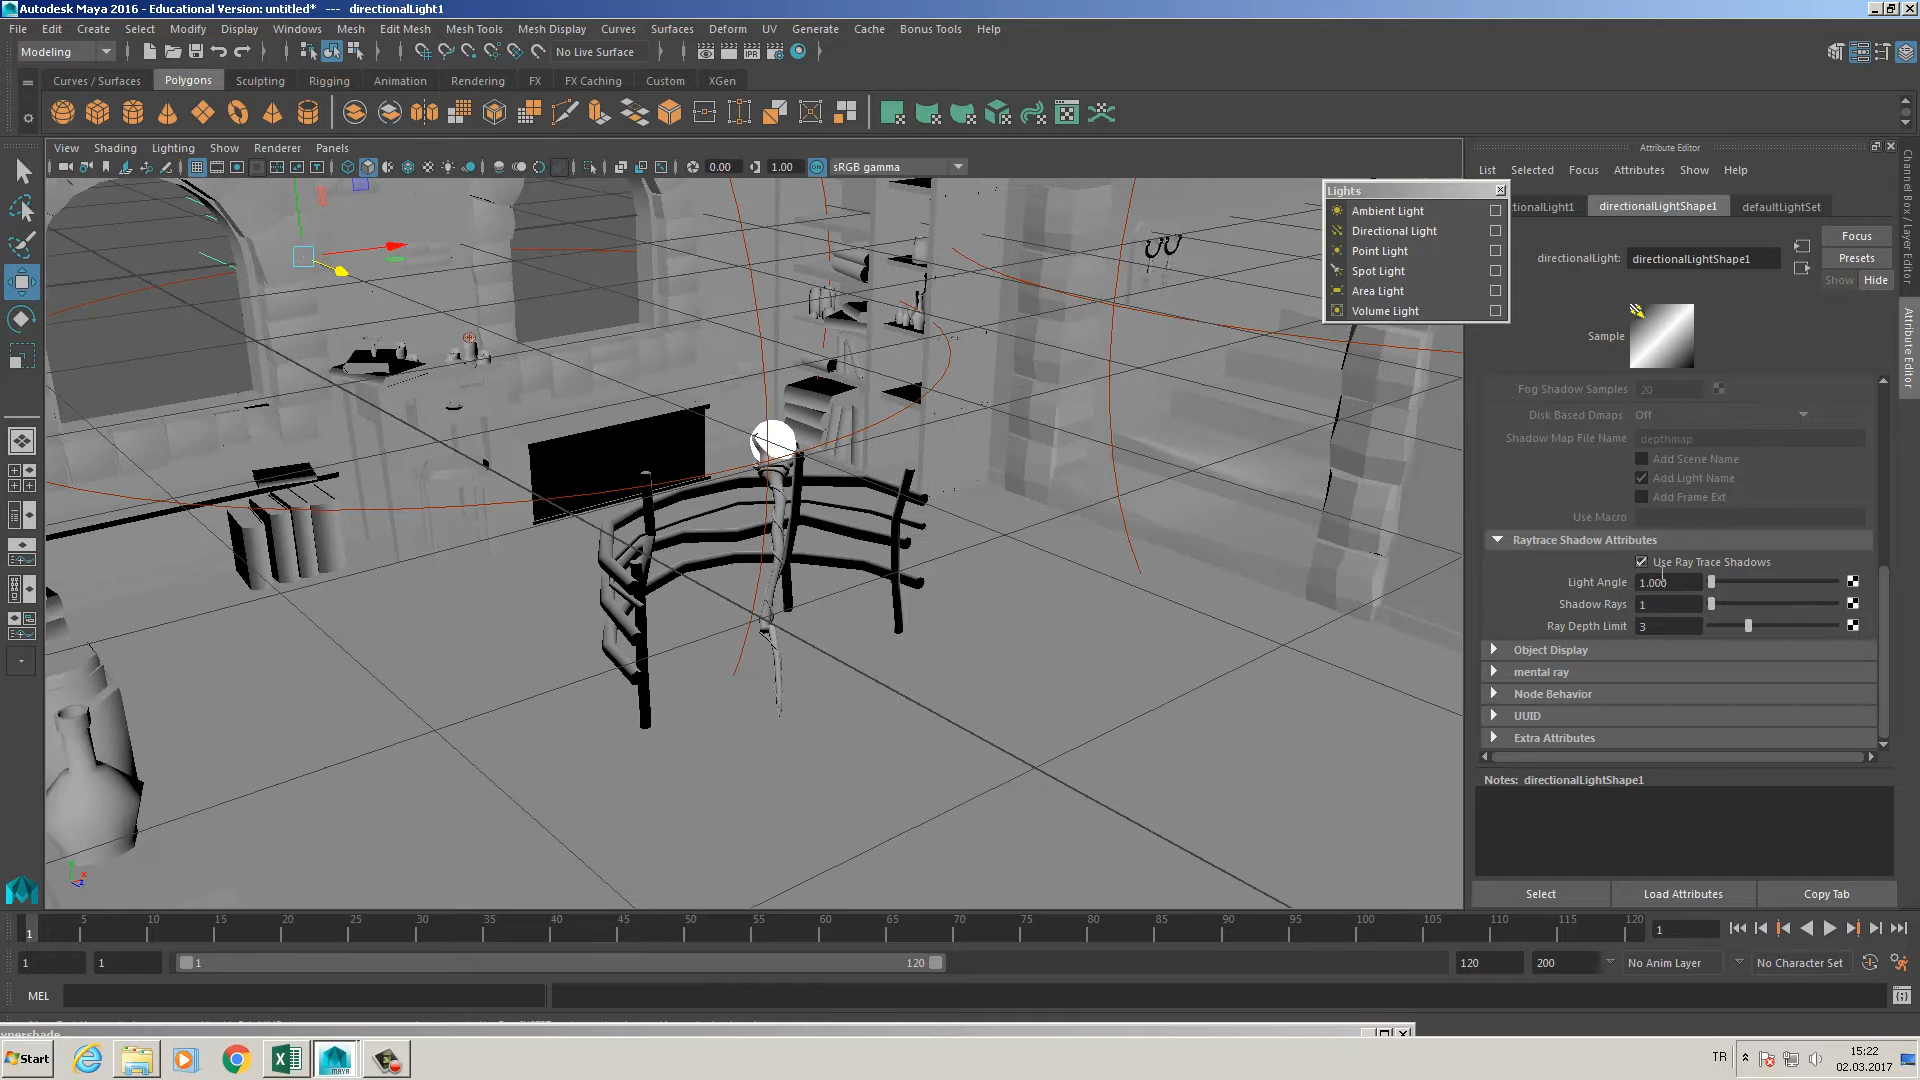 Autodesk Maya 2016 - Educational Version: untitled*   ---   directionalLight1
File Edit Create Select Modify Display Windows Mesh Edit Mesh Mesh Tools Mesh Display Curves Surfaces Deform UV Generate Cache Bonus Tools Help
Modeling No Live Surface IPR
Curves / Surfaces Polygons Sculpting Rigging Animation Rendering FX FX Caching Custom XGen
View Shading Lighting Show Renderer Panels
0.00 1.00 ON sRGB gamma
Lights
Ambient Light
Directional Light
Point Light
Spot Light
Area Light
Volume Light
Attribute Editor
List Selected Focus Attributes Show Help
tionalLight1 directionalLightShape1 defaultLightSet
Focus
directionalLight: directionalLightShape1
Presets
Show Hide
Sample
Fog Shadow Samples 20
Disk Based Dmaps Off
Shadow Map File Name depthmap
Add Scene Name
Add Light Name
Add Frame Ext
Use Macro
Raytrace Shadow Attributes
Use Ray Trace Shadows
Light Angle 1.000
Shadow Rays 1
Ray Depth Limit 3
Object Display
mental ray
Node Behavior
UUID
Extra Attributes
Notes: directionalLightShape1
Select Load Attributes Copy Tab
Channel Box / Layer Editor
Attribute Editor
1 5 10 15 20 25 30 35 40 45 50 55 60 65 70 75 80 85 90 95 100 105 110 115 120 1
1 1 1 120 120 200 No Anim Layer No Character Set
MEL
Start MAYA TR 15:22
02.03.2017